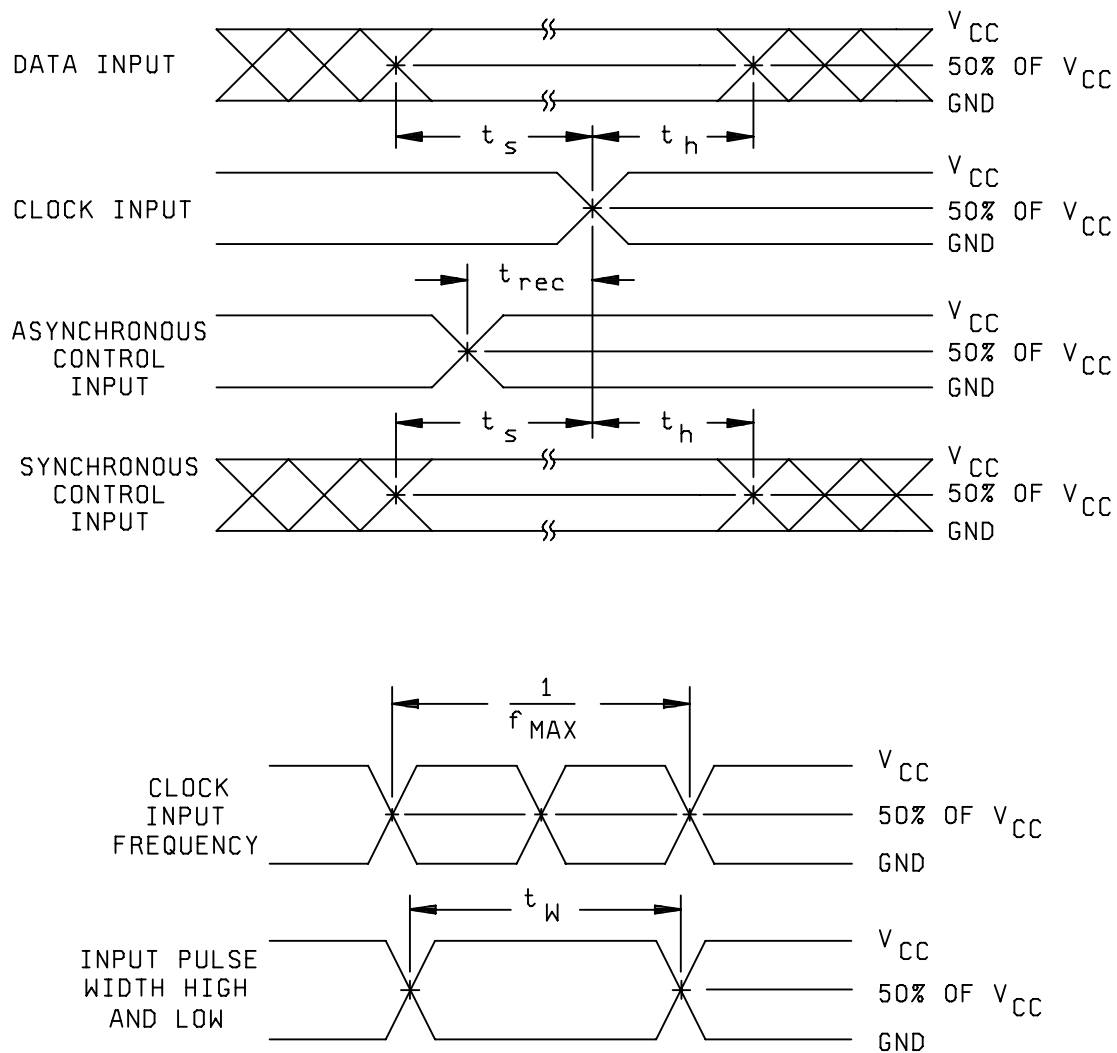 DATA INPUT
V CC
50% OF V CC
GND
t s
t h
CLOCK INPUT
V CC
50% OF V CC
GND
t rec
ASYNCHRONOUS
CONTROL
INPUT
V CC
50% OF V CC
GND
t s
t h
SYNCHRONOUS
CONTROL
INPUT
V CC
50% OF V CC
GND
1
f MAX
CLOCK
INPUT
FREQUENCY
V CC
50% OF V CC
GND
t W
INPUT PULSE
WIDTH HIGH
AND LOW
V CC
50% OF V CC
GND